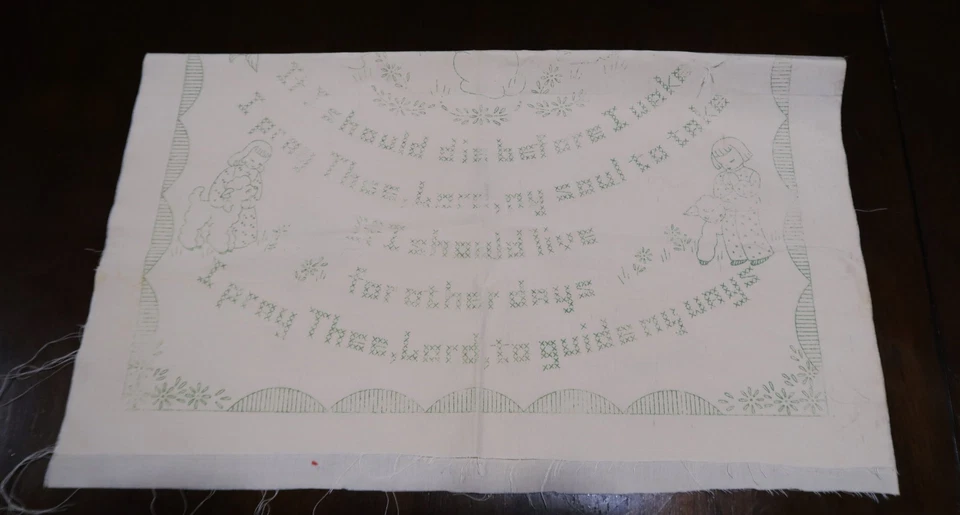 If I should die before I wake
I pray Thee, Lord, my soul to take
If I should live
for other days
I pray Thee, Lord, to guide my ways